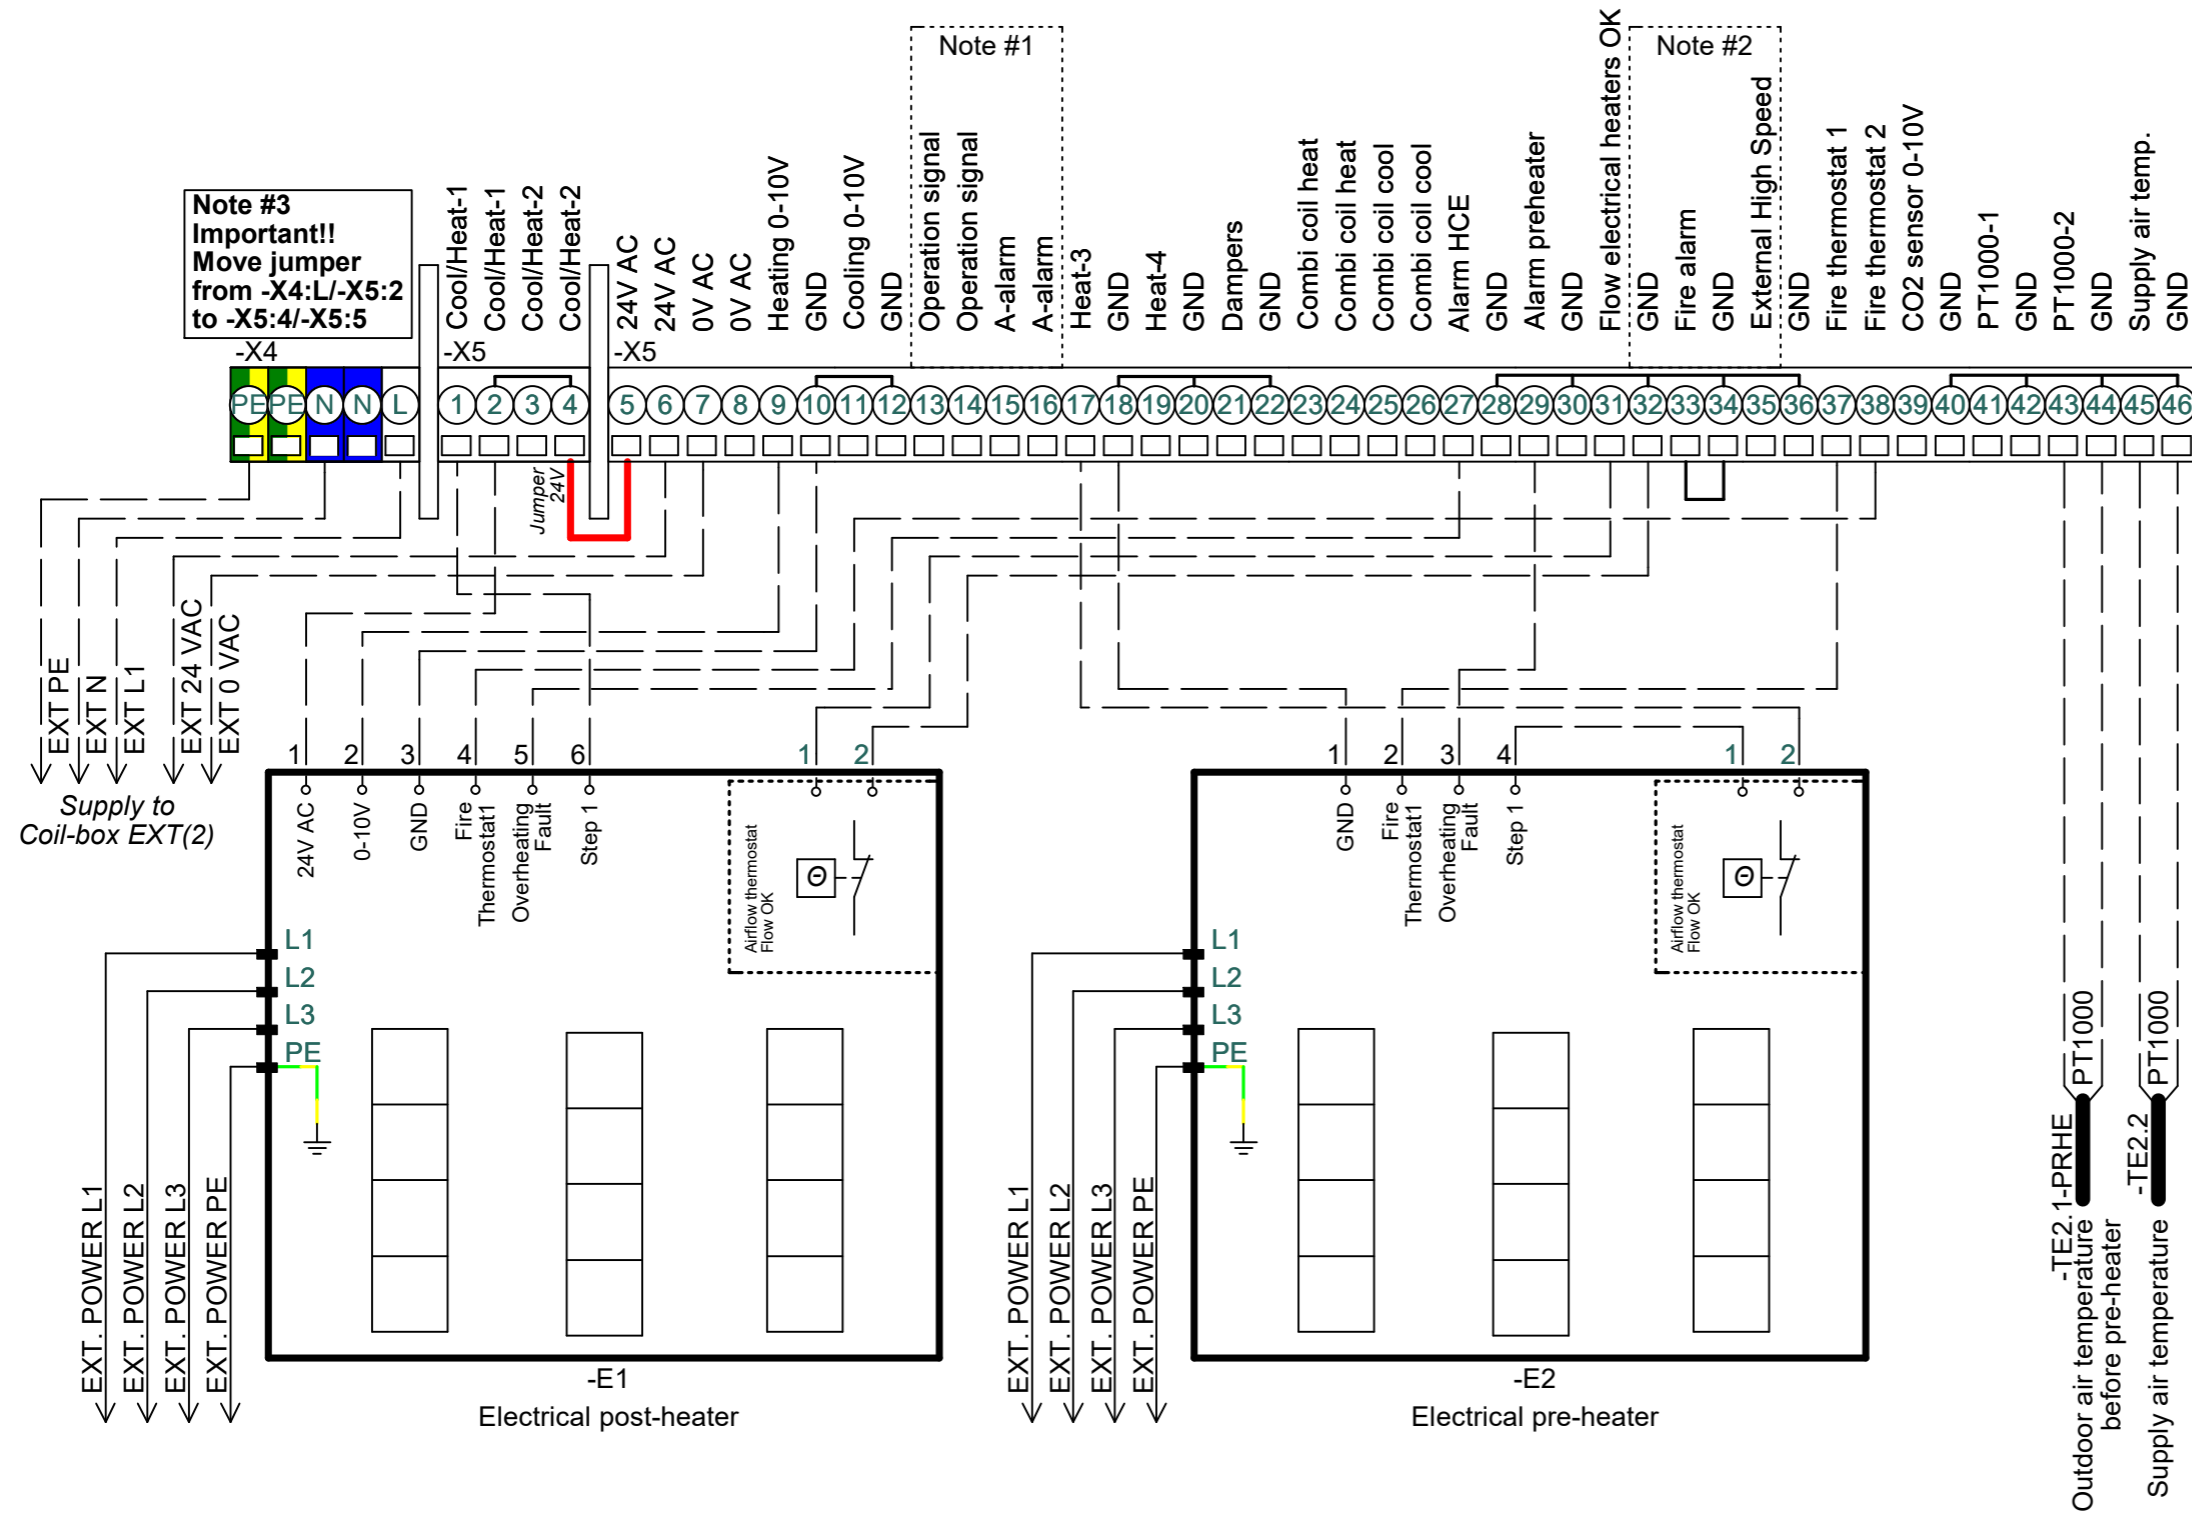 Note #1
Note #2
Note #3
Important!!
Move jumper
from -X4:L/-X5:2
to -X5:4/-X5:5
Cool/Heat-1
Cool/Heat-1
Cool/Heat-2
Cool/Heat-2
24V AC
24V AC
0V AC
0V AC
Heating 0-10V
GND
Cooling 0-10V
GND
Operation signal
Operation signal
A-alarm
A-alarm
Heat-3
GND
Heat-4
GND
Dampers
GND
Combi coil heat
Combi coil heat
Combi coil cool
Combi coil cool
Alarm HCE
GND
Alarm preheater
GND
Flow electrical heaters OK
GND
Fire alarm
GND
External High Speed
GND
Fire thermostat 1
Fire thermostat 2
CO2 sensor 0-10V
GND
PT1000-1
GND
PT1000-2
GND
Supply air temp.
GND
-X4
-X5
-X5
PE PE N N L 1 2 3 4 5 6 7 8 9 10 11 12 13 14 15 16 17 18 19 20 21 22 23 24 25 26 27 28 29 30 31 32 33 34 35 36 37 38 39 40 41 42 43 44 45 46
Jumper
24V
EXT PE
EXT N
EXT L1
EXT 24 VAC
EXT 0 VAC
Supply to
Coil-box EXT(2)
1 2 3 4 5 6 1 2
24V AC
0-10V
GND
Fire
Thermostat1
Overheating
Fault
Step 1
Airflow thermostat
Flow OK
Θ
L1
L2
L3
PE
EXT. POWER L1
EXT. POWER L2
EXT. POWER L3
EXT. POWER PE
-E1
Electrical post-heater
1 2 3 4 1 2
GND
Fire
Thermostat1
Overheating
Fault
Step 1
Airflow thermostat
Flow OK
Θ
L1
L2
L3
PE
EXT. POWER L1
EXT. POWER L2
EXT. POWER L3
EXT. POWER PE
-E2
Electrical pre-heater
PT1000
PT1000
-TE2.1-PRHE
Outdoor air temperature
before pre-heater
-TE2.2
Supply air temperature